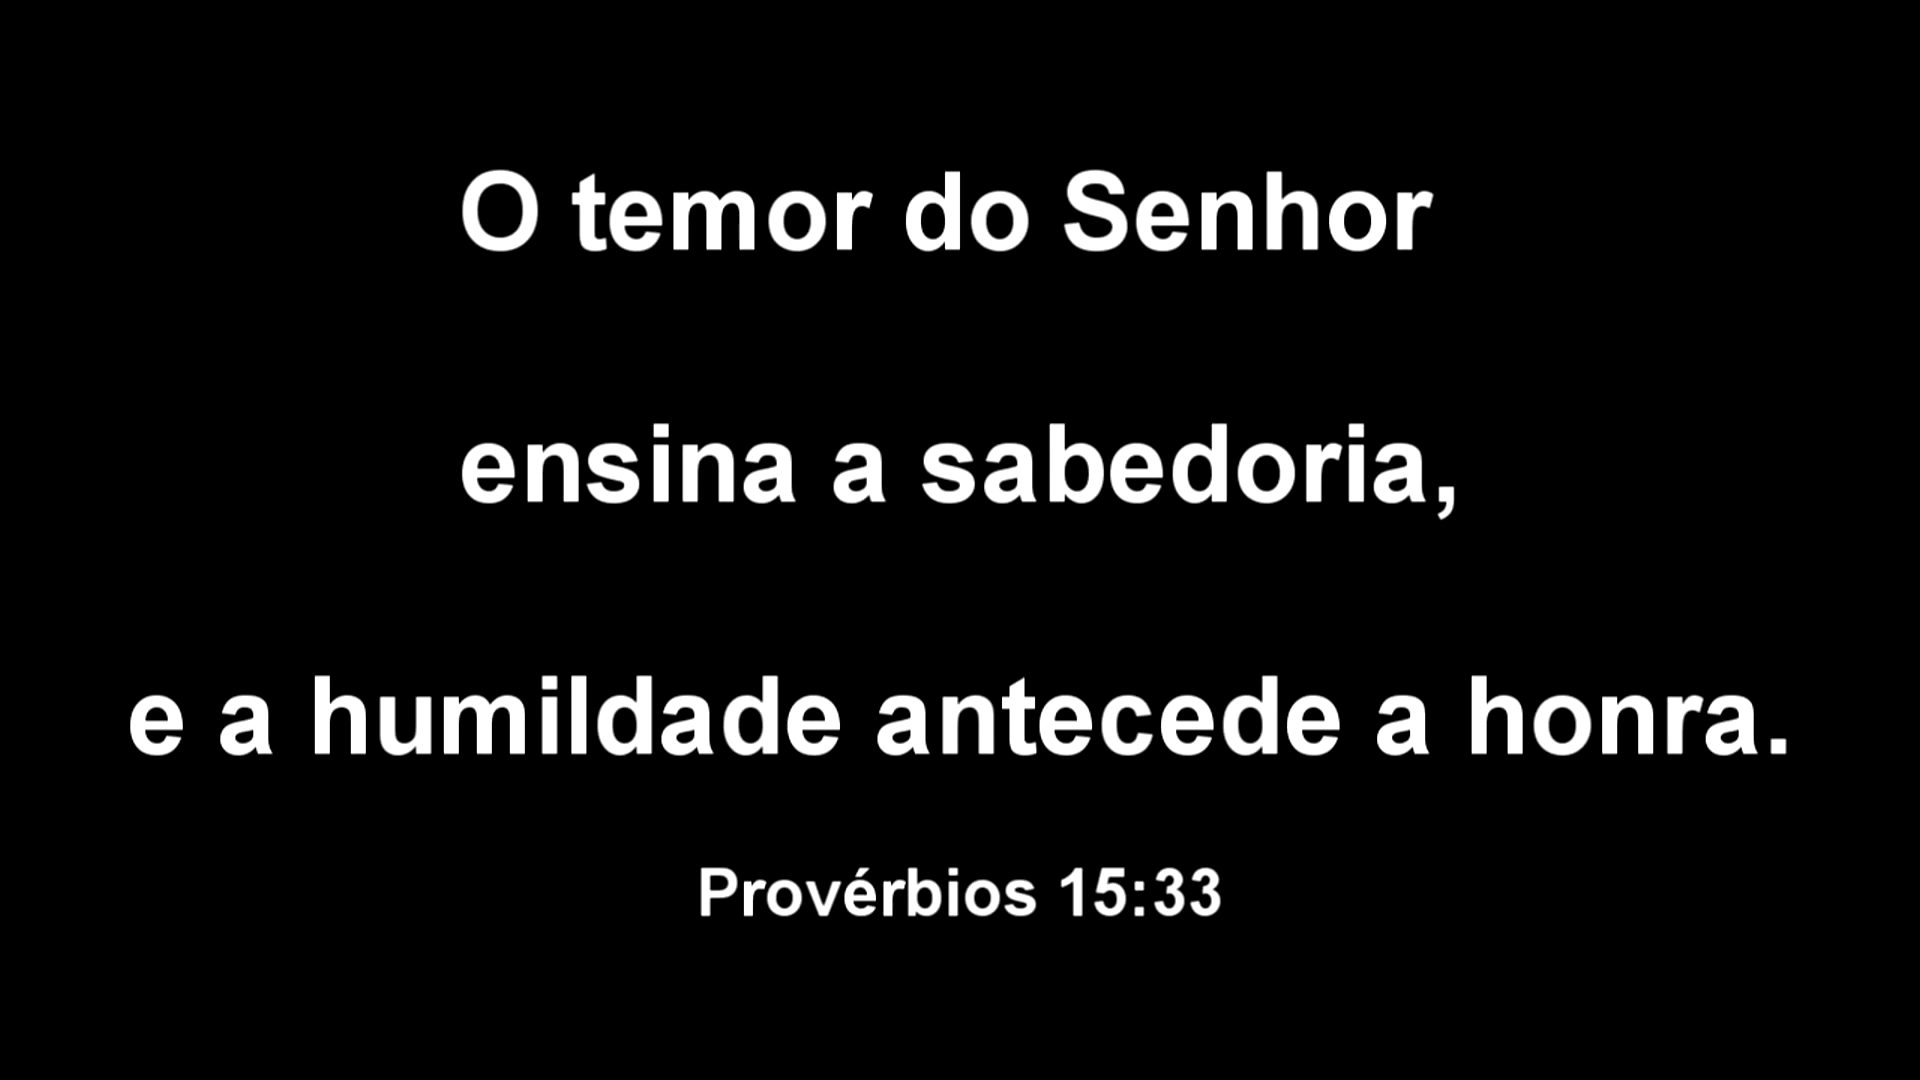 O temor do Senhor
ensina a sabedoria,
e a humildade antecede a honra.
Provérbios 15:33